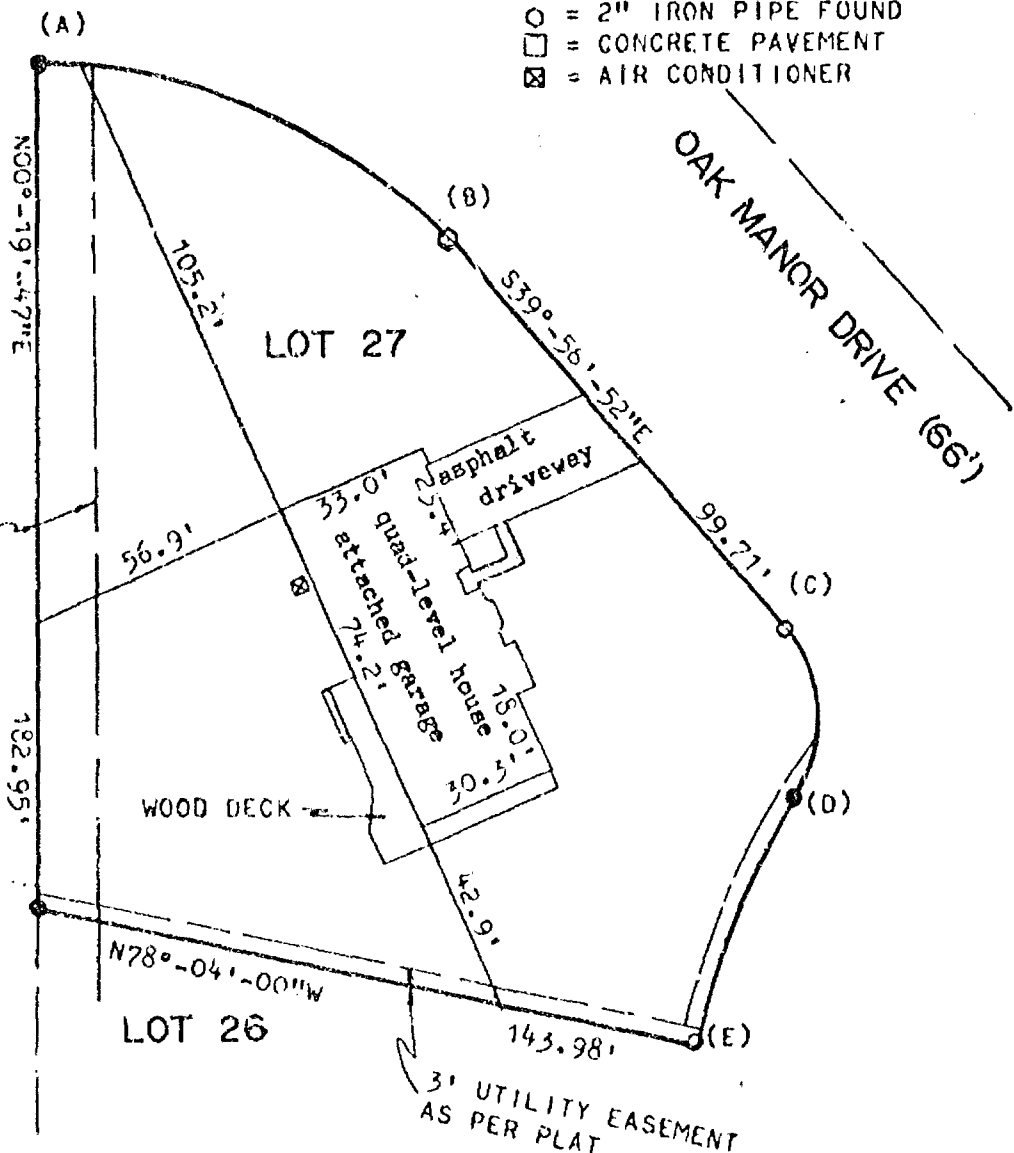 (A)
= 2" IRON PIPE FOUND
= CONCRETE PAVEMENT
= AIR CONDITIONER
OAK MANOR DRIVE (66')
(B)
N00°-19'-47"E
105.2'
LOT 27
S39°-56'-52"E
asphalt
driveway
33.0'
quad-level house
attached garage
56.9'
74.2'
99.71'
(C)
18.0'
30.3'
WOOD DECK
(D)
182.95'
42.9'
N78°-04'-00"W
LOT 26
143.98'
(E)
3' UTILITY EASEMENT
AS PER PLAT